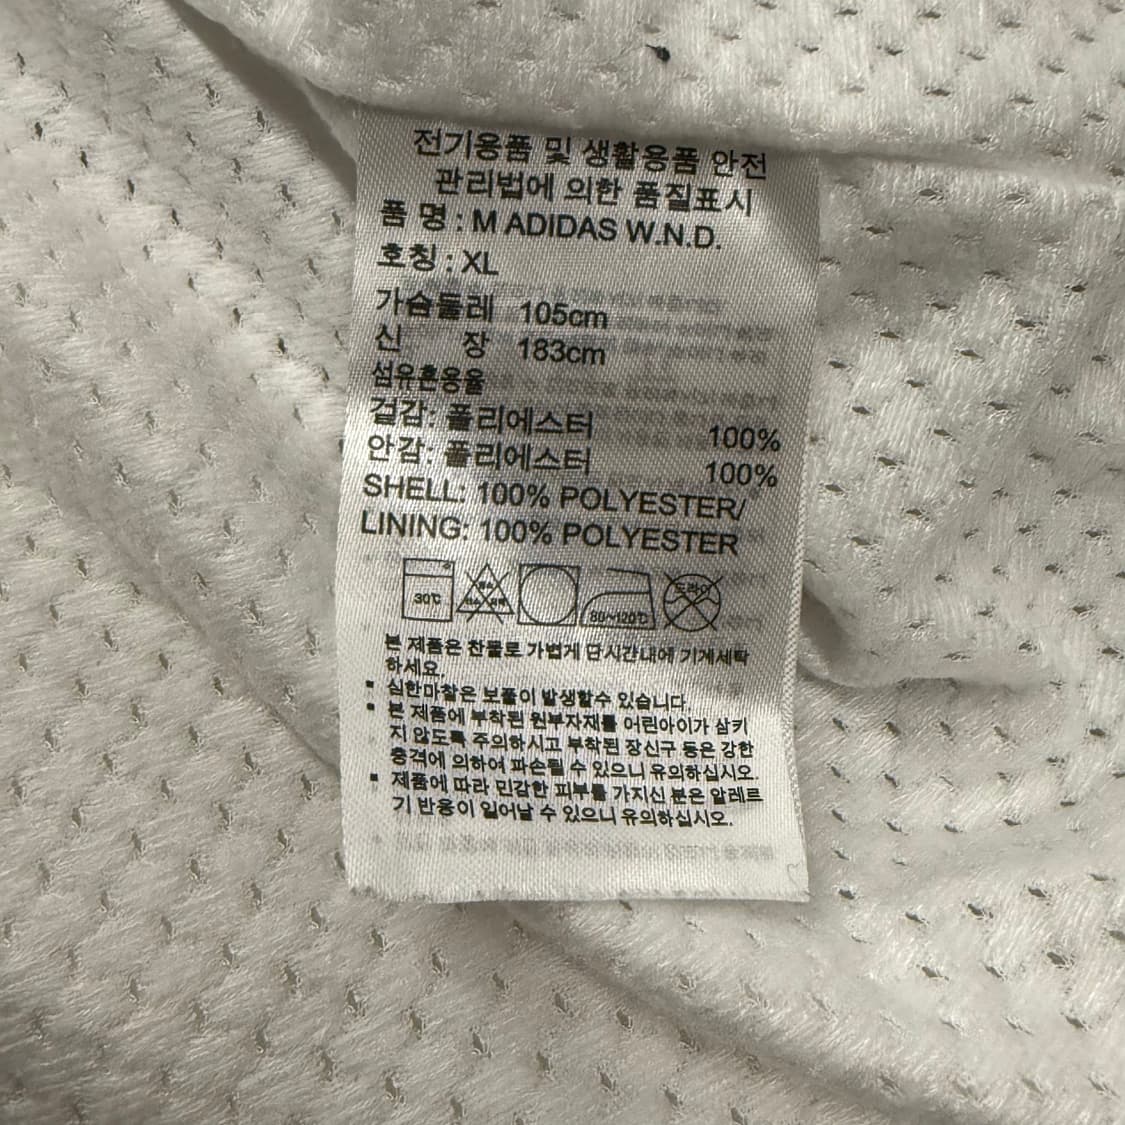 전기용품 및 생활용품 안전
관리법에 의한 품질표시
품 명 : M ADIDAS W.N.D.
호칭 : XL
가슴둘레 105cm
신 장 183cm
섬유혼용율
겉감: 폴리에스터 100%
안감: 폴리에스터 100%
SHELL: 100% POLYESTER/
LINING: 100% POLYESTER
30℃ 80~120℃ 드라이
본 제품은 찬물로 가볍게 단시간내에 기계세탁
하세요.
▪ 심한마찰은 보풀이 발생할수 있습니다.
▪ 본 제품에 부착된 원부자재를 어린아이가 삼키
지 않도록 주의하시고 부착된 장신구 등은 강한
충격에 의하여 파손될 수 있으니 유의하십시오.
▪ 제품에 따라 민감한 피부를 가지신 분은 알레르
기 반응이 일어날 수 있으니 유의하십시오.